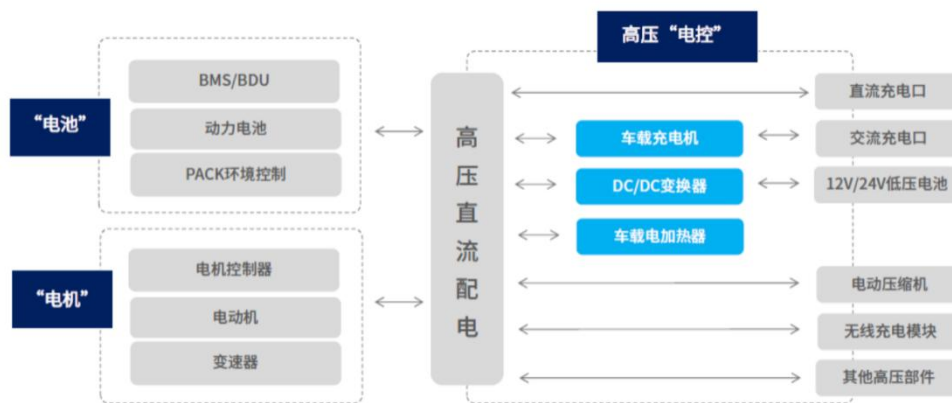 高压“电控”
“电池”
BMS/BDU
动力电池
PACK环境控制
“电机”
电机控制器
电动机
变速器
高压直流配电
车载充电机
DC/DC变换器
车载电加热器
直流充电口
交流充电口
12V/24V低压电池
电动压缩机
无线充电模块
其他高压部件